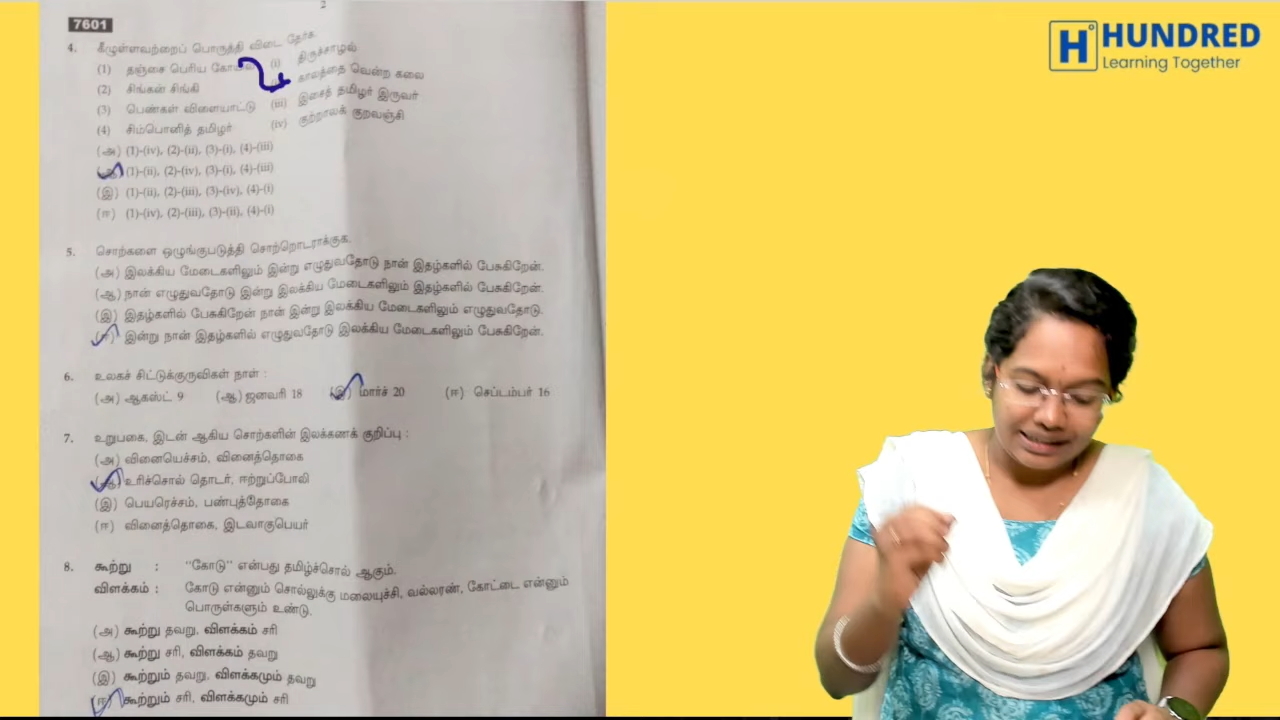 2
7601
4. கீழுள்ளவற்றைப் பொருத்தி விடை தேர்க.
(1) தஞ்சை பெரிய கோயில் (i) திருச்சாழல்
(2) சிங்கன் சிங்கி காலத்தை வென்ற கலை
(3) பெண்கள் விளையாட்டு (iii) இசைத் தமிழர் இருவர்
(4) சிம்பொனித் தமிழர் (iv) குற்றாலக் குறவஞ்சி
(அ) (1)-(iv), (2)-(ii), (3)-(i), (4)-(iii)
(ஆ) (1)-(ii), (2)-(iv), (3)-(i), (4)-(iii)
(இ) (1)-(ii), (2)-(iii), (3)-(iv), (4)-(i)
(ஈ) (1)-(iv), (2)-(iii), (3)-(ii), (4)-(i)
5. சொற்களை ஒழுங்குபடுத்தி சொற்றொடராக்குக.
(அ) இலக்கிய மேடைகளிலும் இன்று எழுதுவதோடு நான் இதழ்களில் பேசுகிறேன்.
(ஆ) நான் எழுதுவதோடு இன்று இலக்கிய மேடைகளிலும் இதழ்களில் பேசுகிறேன்.
(இ) இதழ்களில் பேசுகிறேன் நான் இன்று இலக்கிய மேடைகளிலும் எழுதுவதோடு.
(ஈ) இன்று நான் இதழ்களில் எழுதுவதோடு இலக்கிய மேடைகளிலும் பேசுகிறேன்.
6. உலகச் சிட்டுக்குருவிகள் நாள் :
(அ) ஆகஸ்ட் 9 (ஆ) ஜனவரி 18 (இ) மார்ச் 20 (ஈ) செப்டம்பர் 16
7. உறுபகை, இடன் ஆகிய சொற்களின் இலக்கணக் குறிப்பு :
(அ) வினையெச்சம், வினைத்தொகை
(ஆ) உரிச்சொல் தொடர், ஈற்றுப்போலி
(இ) பெயரெச்சம், பண்புத்தொகை
(ஈ) வினைத்தொகை, இடவாகுபெயர்
8. கூற்று : "கோடு" என்பது தமிழ்ச்சொல் ஆகும்.
விளக்கம் : கோடு என்னும் சொல்லுக்கு மலையுச்சி, வல்லரண், கோட்டை என்னும்
பொருள்களும் உண்டு.
(அ) கூற்று தவறு, விளக்கம் சரி
(ஆ) கூற்று சரி, விளக்கம் தவறு
(இ) கூற்றும் தவறு, விளக்கமும் தவறு
(ஈ) கூற்றும் சரி, விளக்கமும் சரி
H HUNDRED
Learning Together